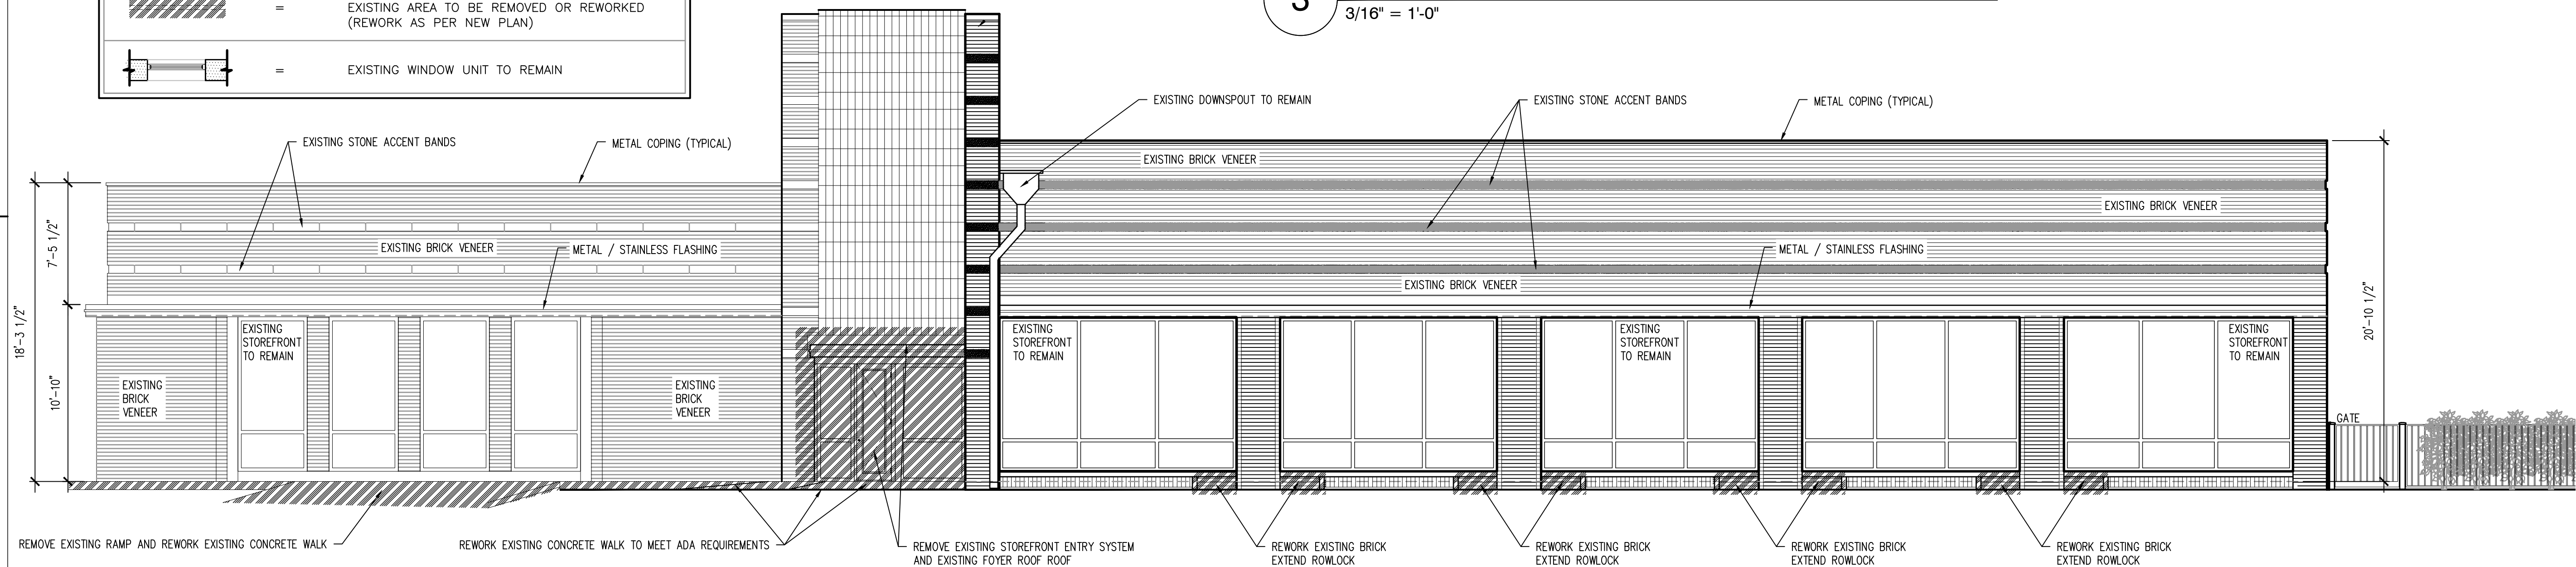 = EXISTING AREA TO BE REMOVED OR REWORKED
(REWORK AS PER NEW PLAN)
= EXISTING WINDOW UNIT TO REMAIN
3/16" = 1'-0"
EXISTING STONE ACCENT BANDS
METAL COPING (TYPICAL)
EXISTING DOWNSPOUT TO REMAIN
EXISTING STONE ACCENT BANDS
METAL COPING (TYPICAL)
EXISTING BRICK VENEER
EXISTING BRICK VENEER
EXISTING BRICK VENEER
METAL / STAINLESS FLASHING
METAL / STAINLESS FLASHING
EXISTING BRICK VENEER
18'-3 1/2"
7'-5 1/2"
10'-10"
20'-10 1/2"
EXISTING
STOREFRONT
TO REMAIN
EXISTING
BRICK
VENEER
EXISTING
BRICK
VENEER
EXISTING
STOREFRONT
TO REMAIN
EXISTING
STOREFRONT
TO REMAIN
EXISTING
STOREFRONT
TO REMAIN
GATE
REMOVE EXISTING RAMP AND REWORK EXISTING CONCRETE WALK
REWORK EXISTING CONCRETE WALK TO MEET ADA REQUIREMENTS
REMOVE EXISTING STOREFRONT ENTRY SYSTEM
AND EXISTING FOYER ROOF ROOF
REWORK EXISTING BRICK
EXTEND ROWLOCK
REWORK EXISTING BRICK
EXTEND ROWLOCK
REWORK EXISTING BRICK
EXTEND ROWLOCK
REWORK EXISTING BRICK
EXTEND ROWLOCK